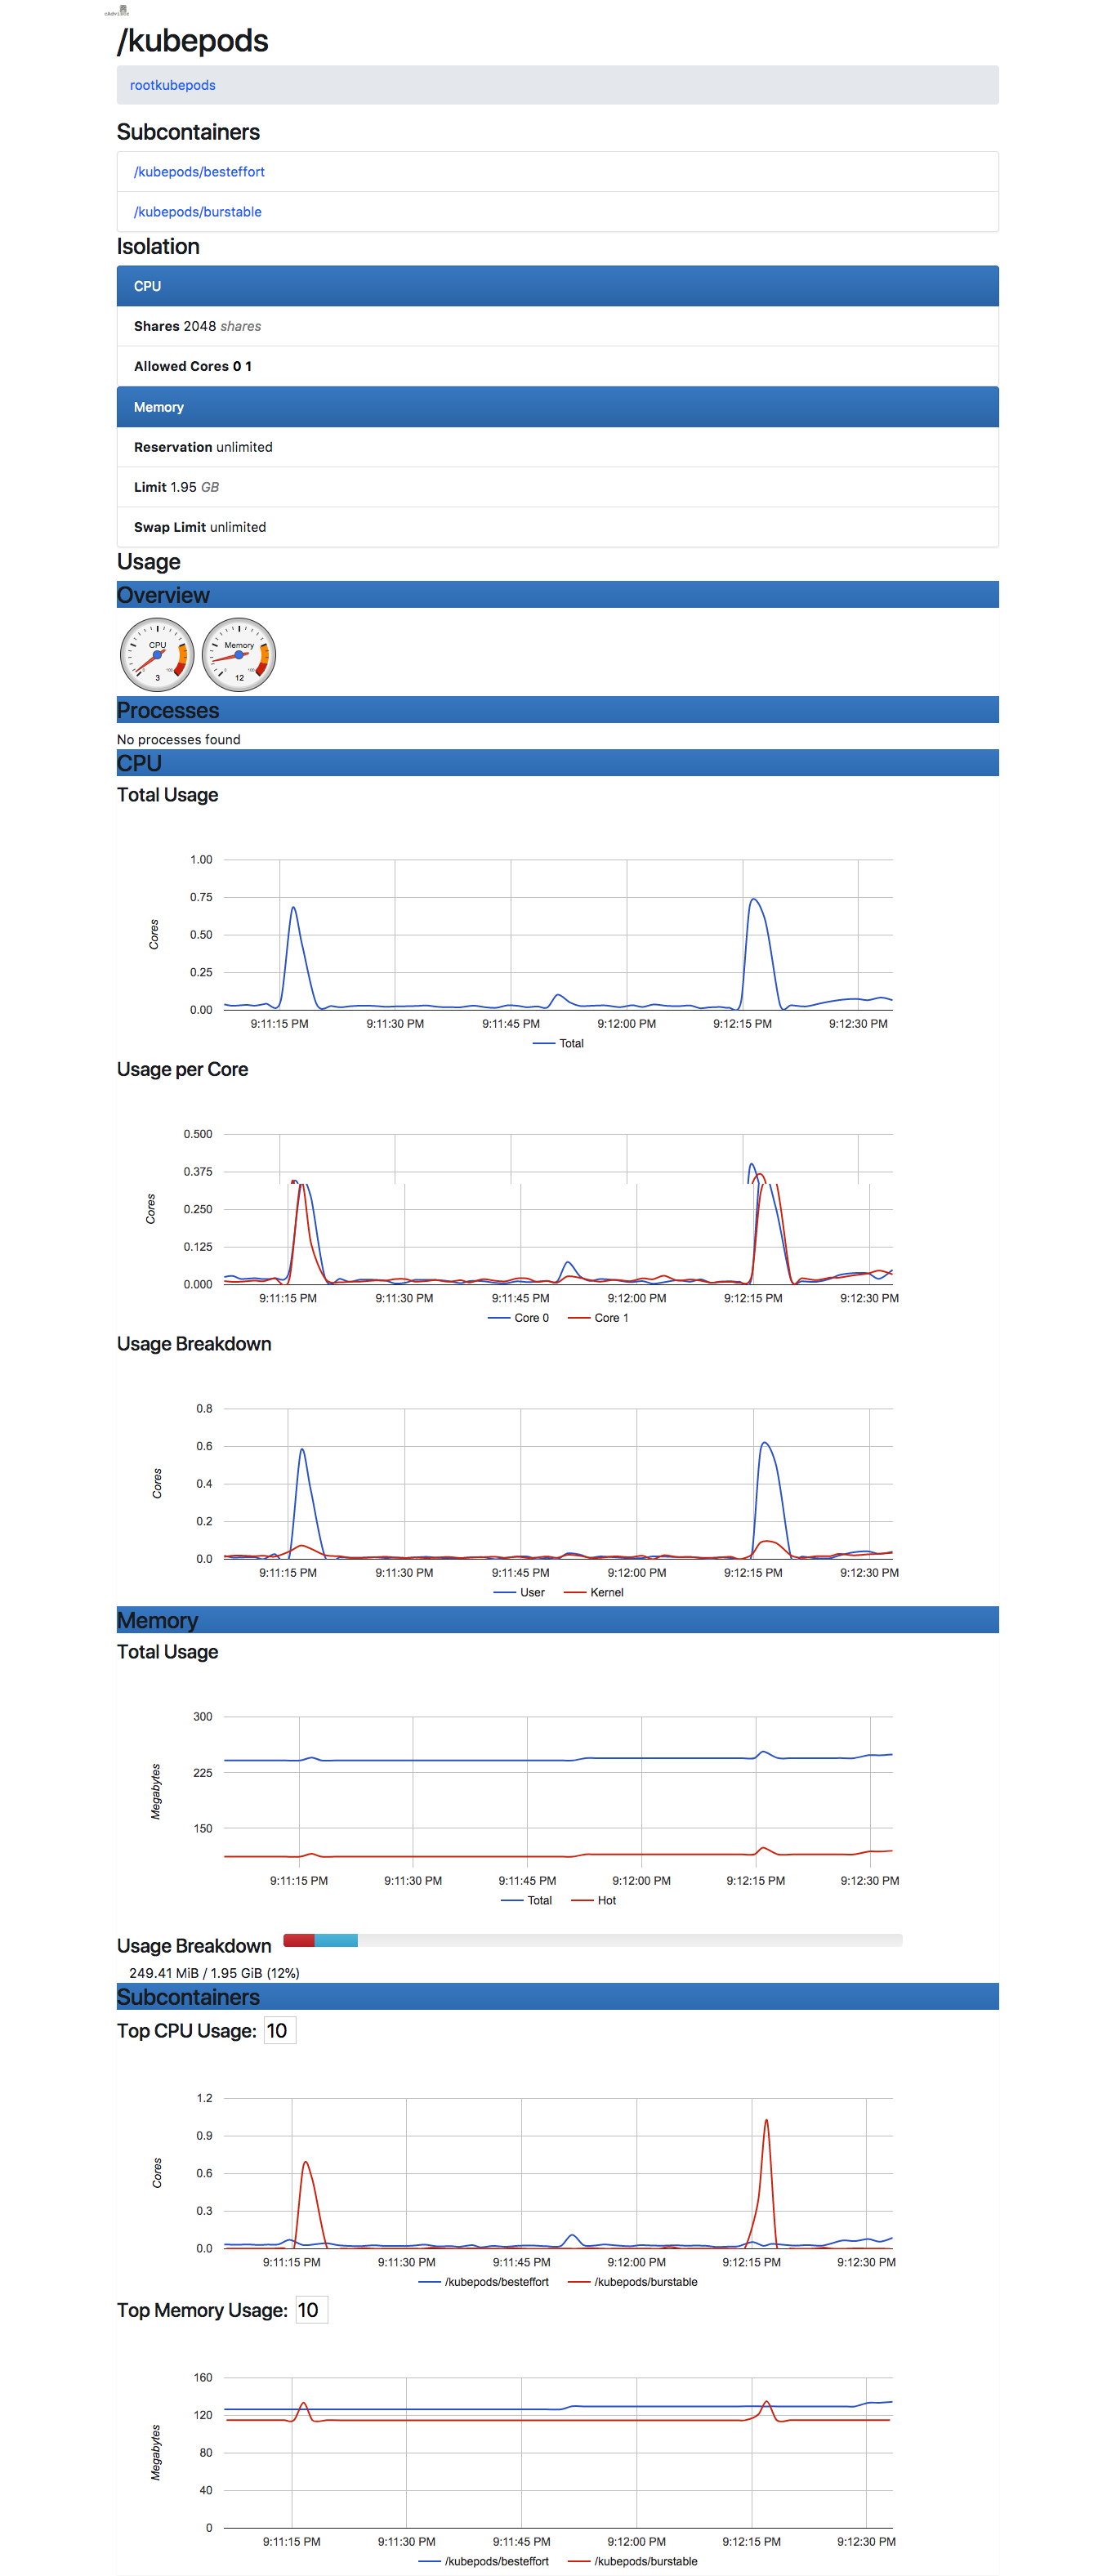 /kubepods
rootkubepods
Subcontainers
/kubepods/besteffort
/kubepods/burstable
Isolation
CPU
Shares 2048 shares
Allowed Cores 0 1
Memory
Reservation unlimited
Limit 1.95 GB
Swap Limit unlimited
Usage
Overview
CPU
0 100
3
Memory
0 100
12
Processes
No processes found
CPU
Total Usage
1.00
0.75
0.50
0.25
0.00
Cores
9:11:15 PM 9:11:30 PM 9:11:45 PM 9:12:00 PM 9:12:15 PM 9:12:30 PM
Total
Usage per Core
0.500
0.375
0.250
0.125
0.000
Cores
9:11:15 PM 9:11:30 PM 9:11:45 PM 9:12:00 PM 9:12:15 PM 9:12:30 PM
Core 0 Core 1
Usage Breakdown
0.8
0.6
0.4
0.2
0.0
Cores
9:11:15 PM 9:11:30 PM 9:11:45 PM 9:12:00 PM 9:12:15 PM 9:12:30 PM
User Kernel
Memory
Total Usage
300
225
150
Megabytes
9:11:15 PM 9:11:30 PM 9:11:45 PM 9:12:00 PM 9:12:15 PM 9:12:30 PM
Total Hot
Usage Breakdown
249.41 MiB / 1.95 GiB (12%)
Subcontainers
Top CPU Usage: 10
1.2
0.9
0.6
0.3
0.0
Cores
9:11:15 PM 9:11:30 PM 9:11:45 PM 9:12:00 PM 9:12:15 PM 9:12:30 PM
/kubepods/besteffort /kubepods/burstable
Top Memory Usage: 10
160
120
80
40
0
Megabytes
9:11:15 PM 9:11:30 PM 9:11:45 PM 9:12:00 PM 9:12:15 PM 9:12:30 PM
/kubepods/besteffort /kubepods/burstable